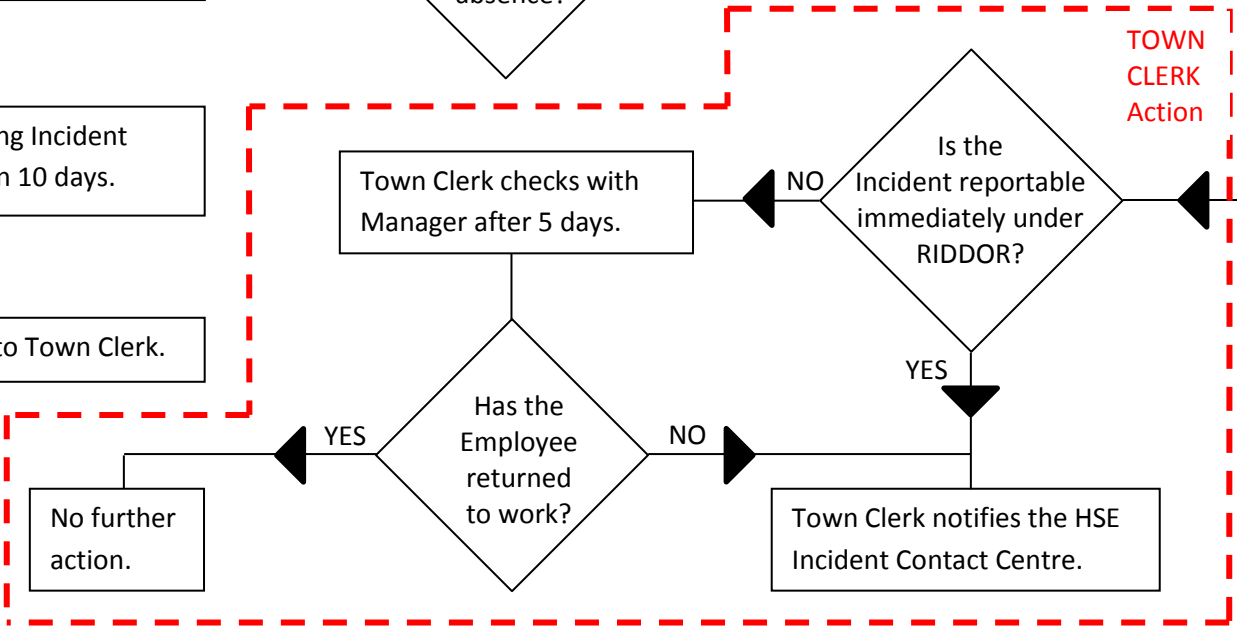 absence?
TOWN
CLERK
Action
ng Incident
n 10 days.
Is the
Incident reportable
immediately under
RIDDOR?
NO
Town Clerk checks with
Manager after 5 days.
to Town Clerk.
YES
Has the
Employee
returned
to work?
YES
NO
No further
action.
Town Clerk notifies the HSE
Incident Contact Centre.